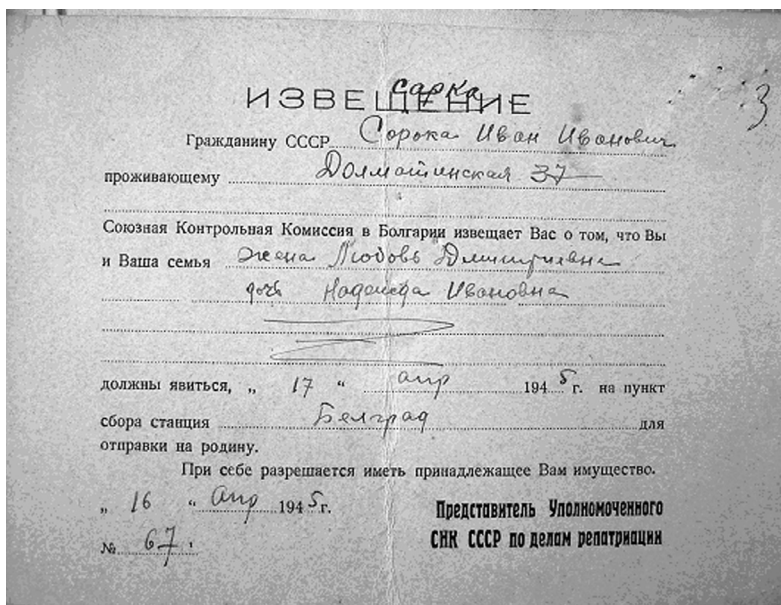 Сарка
ИЗВЕЩЕНИЕ
3
Гражданину СССР Сорока Иван Иванович
проживающему Долматинская 37
Союзная Контрольная Комиссия в Болгарии извещает Вас о том, что Вы
и Ваша семья жена Любовь Дмитриевна
дочь Надежда Ивановна
должны явиться, „ 17 “ апр 1945 г. на пункт
сбора станция Белград для
отправки на родину.
При себе разрешается иметь принадлежащее Вам имущество.
„ 16 “ апр 1945 г.
Представитель Уполномоченного
СНК СССР по делам репатриации
№ 67